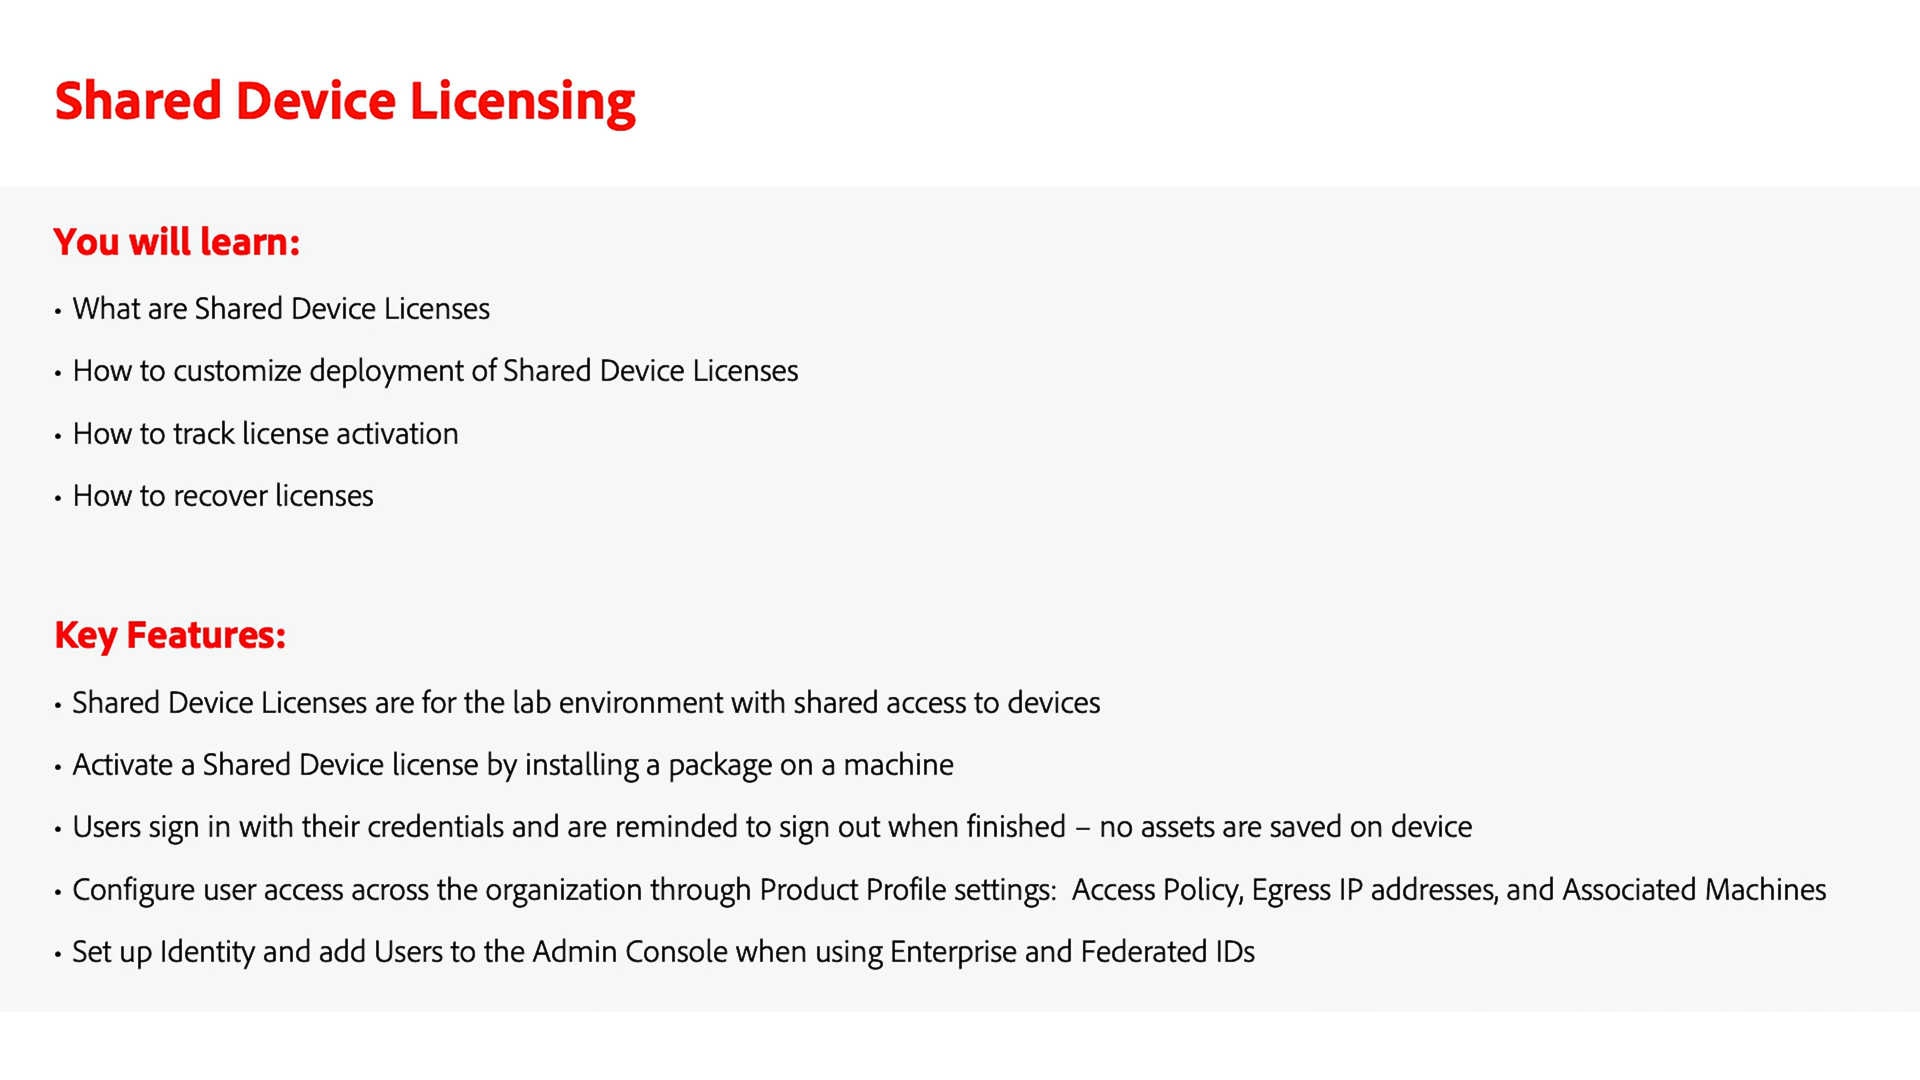 Shared Device Licensing
You will learn:
• What are Shared Device Licenses
• How to customize deployment of Shared Device Licenses
• How to track license activation
• How to recover licenses
Key Features:
• Shared Device Licenses are for the lab environment with shared access to devices
• Activate a Shared Device license by installing a package on a machine
• Users sign in with their credentials and are reminded to sign out when finished – no assets are saved on device
• Configure user access across the organization through Product Profile settings:  Access Policy, Egress IP addresses, and Associated Machines
• Set up Identity and add Users to the Admin Console when using Enterprise and Federated IDs